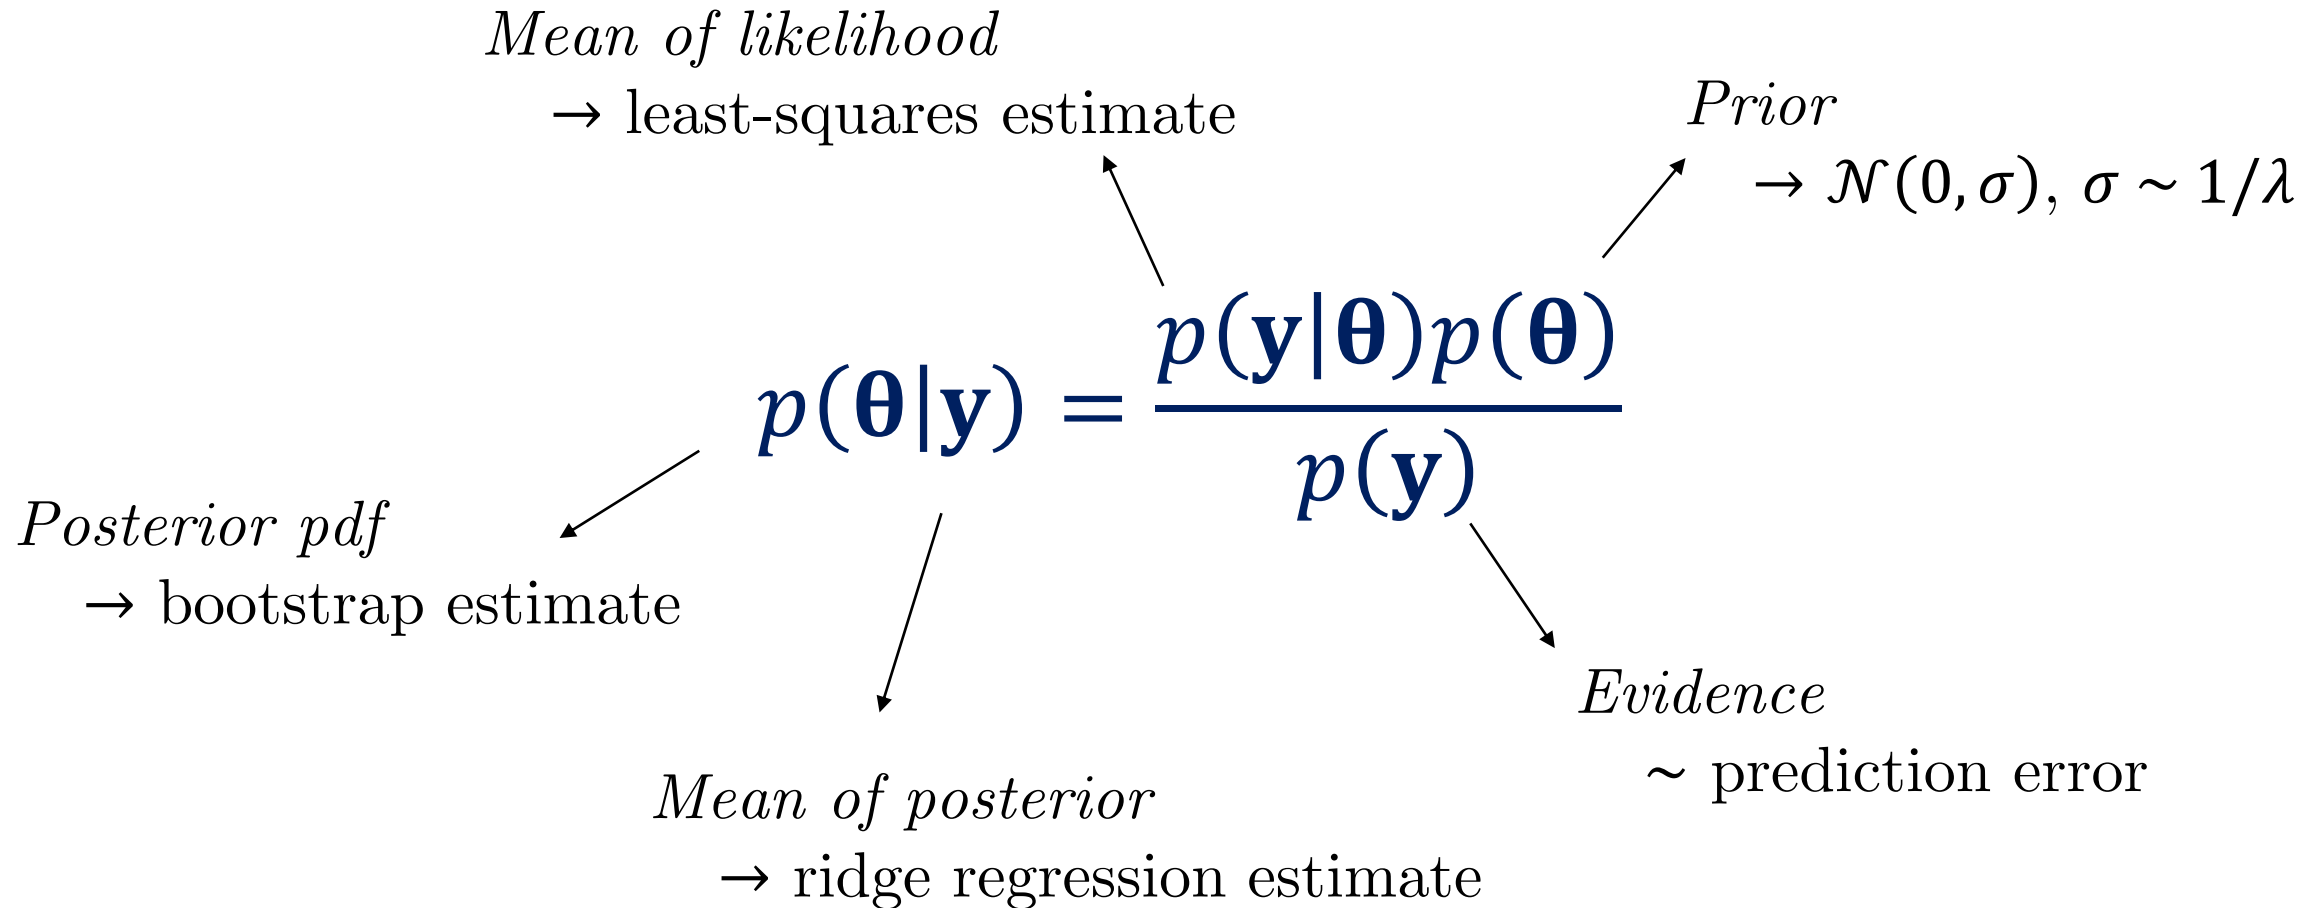 Mean of likelihood
→ least-squares estimate
Prior
→ 𝒩(0, σ), σ ~ 1/λ
p(θ|y) = p(y|θ)p(θ) / p(y)
Posterior pdf
→ bootstrap estimate
Evidence
~ prediction error
Mean of posterior
→ ridge regression estimate